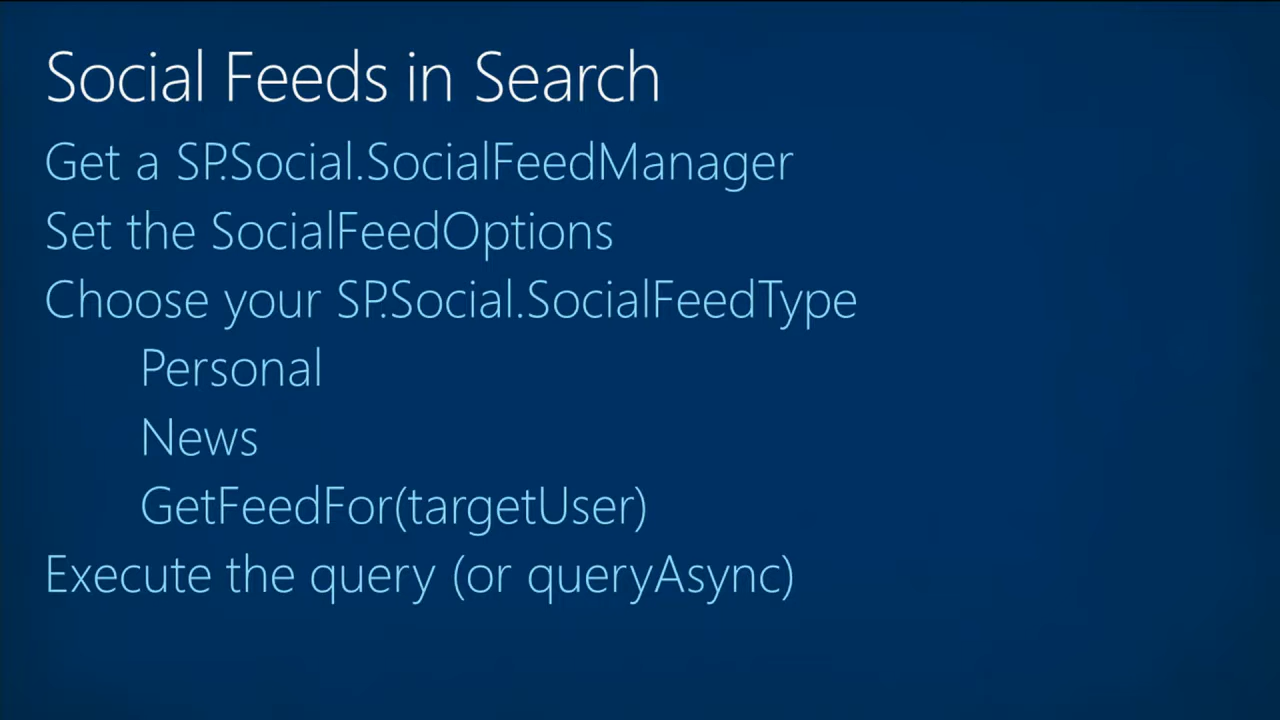 Social Feeds in Search
Get a SP.Social.SocialFeedManager
Set the SocialFeedOptions
Choose your SP.Social.SocialFeedType
Personal
News
GetFeedFor(targetUser)
Execute the query (or queryAsync)